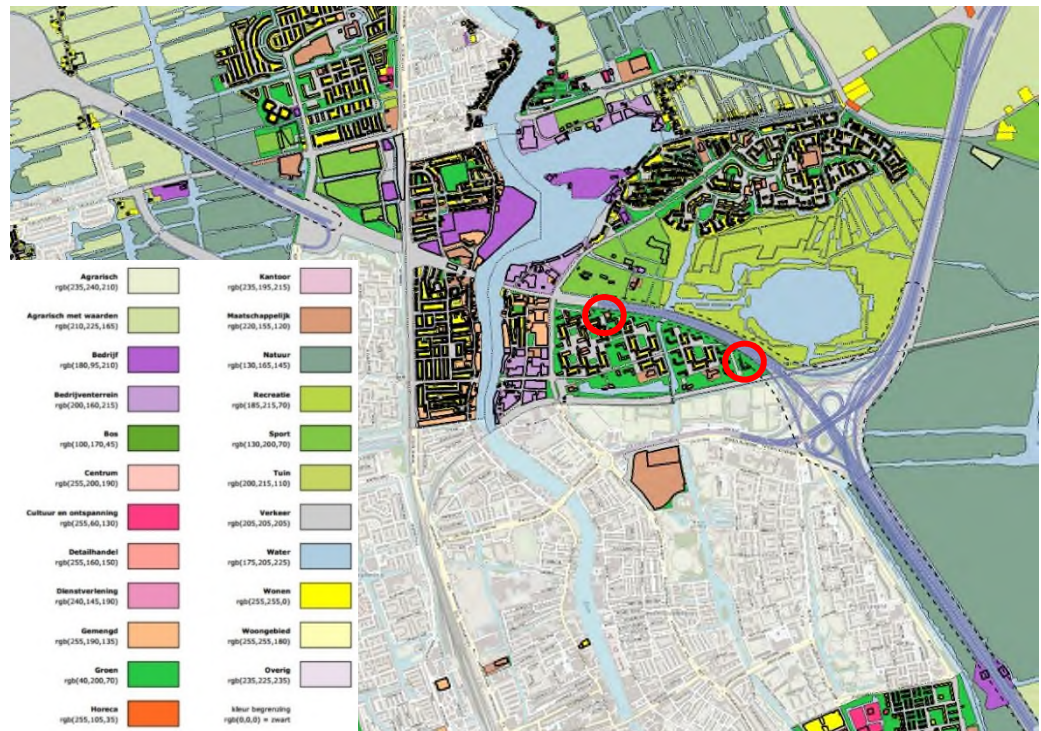 Agrarisch
rgb(235,240,210)
Agrarisch met waarden
rgb(210,225,165)
Bedrijf
rgb(180,95,210)
Bedrijventerrein
rgb(200,160,215)
Bos
rgb(100,170,45)
Centrum
rgb(255,200,190)
Cultuur en ontspanning
rgb(255,60,130)
Detailhandel
rgb(255,160,150)
Dienstverlening
rgb(240,145,190)
Gemengd
rgb(255,190,135)
Groen
rgb(40,200,70)
Horeca
rgb(255,105,35)
Kantoor
rgb(235,195,215)
Maatschappelijk
rgb(220,155,120)
Natuur
rgb(130,165,145)
Recreatie
rgb(185,215,70)
Sport
rgb(130,200,70)
Tuin
rgb(200,215,110)
Verkeer
rgb(205,205,205)
Water
rgb(175,205,225)
Wonen
rgb(255,255,0)
Woongebied
rgb(255,255,180)
Overig
rgb(235,225,235)
kleur begrenzing
rgb(0,0,0) = zwart